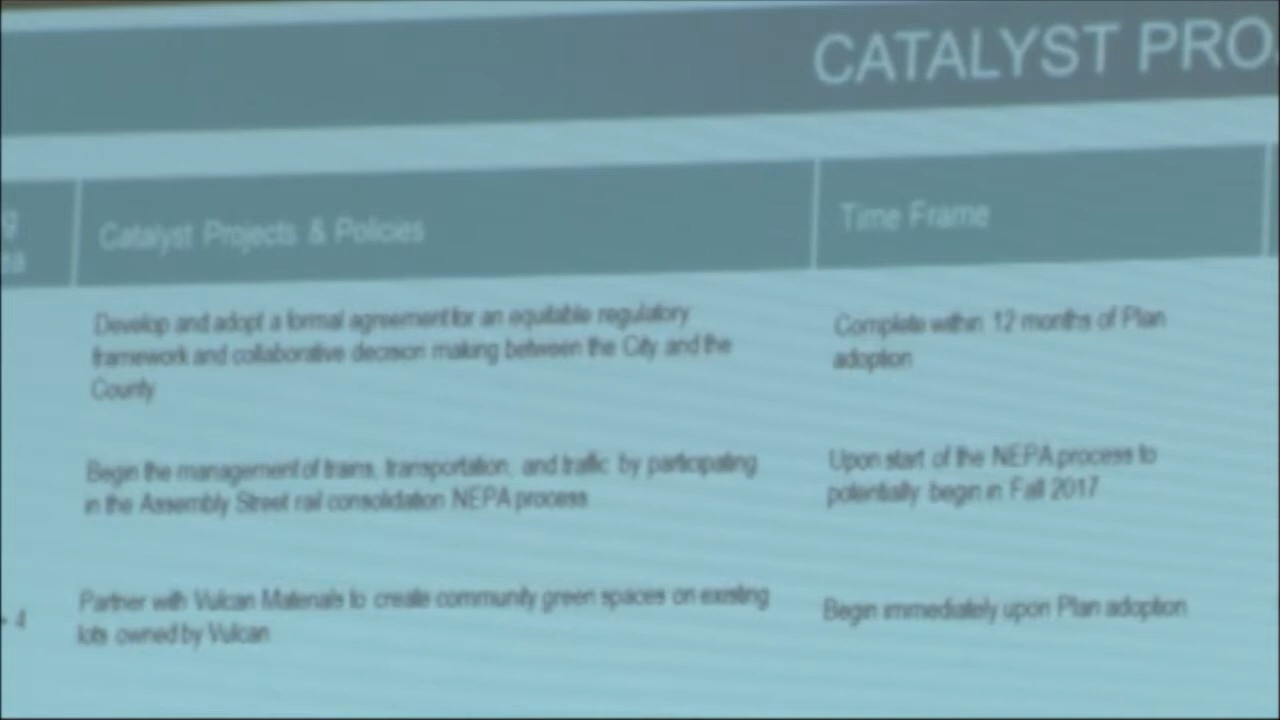 CATALYST PRO
Catalyst Projects & Policies
Time Frame
Develop and adopt a formal agreement for an equitable regulatory
framework and collaborative decision making between the City and the
County
Complete within 12 months of Plan
adoption
Begin the management of trains, transportation, and traffic by participating
in the Assembly Street rail consolidation NEPA process
Upon start of the NEPA process to
potentially begin in Fall 2017
4
Partner with Vulcan Materials to create community green spaces on existing
lots owned by Vulcan
Begin immediately upon Plan adoption